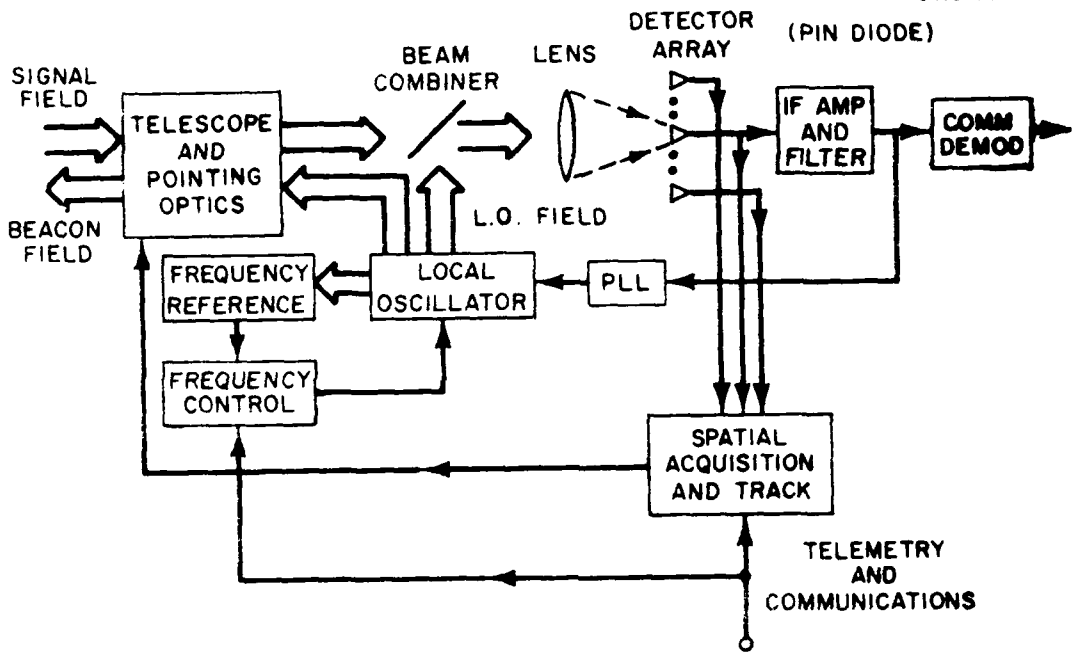 DETECTOR
ARRAY
(PIN DIODE)
BEAM
COMBINER
LENS
SIGNAL
FIELD
TELESCOPE
AND
POINTING
OPTICS
IF AMP
AND
FILTER
COMM
DEMOD
BEACON
FIELD
L.O. FIELD
FREQUENCY
REFERENCE
LOCAL
OSCILLATOR
PLL
FREQUENCY
CONTROL
SPATIAL
ACQUISITION
AND TRACK
TELEMETRY
AND
COMMUNICATIONS